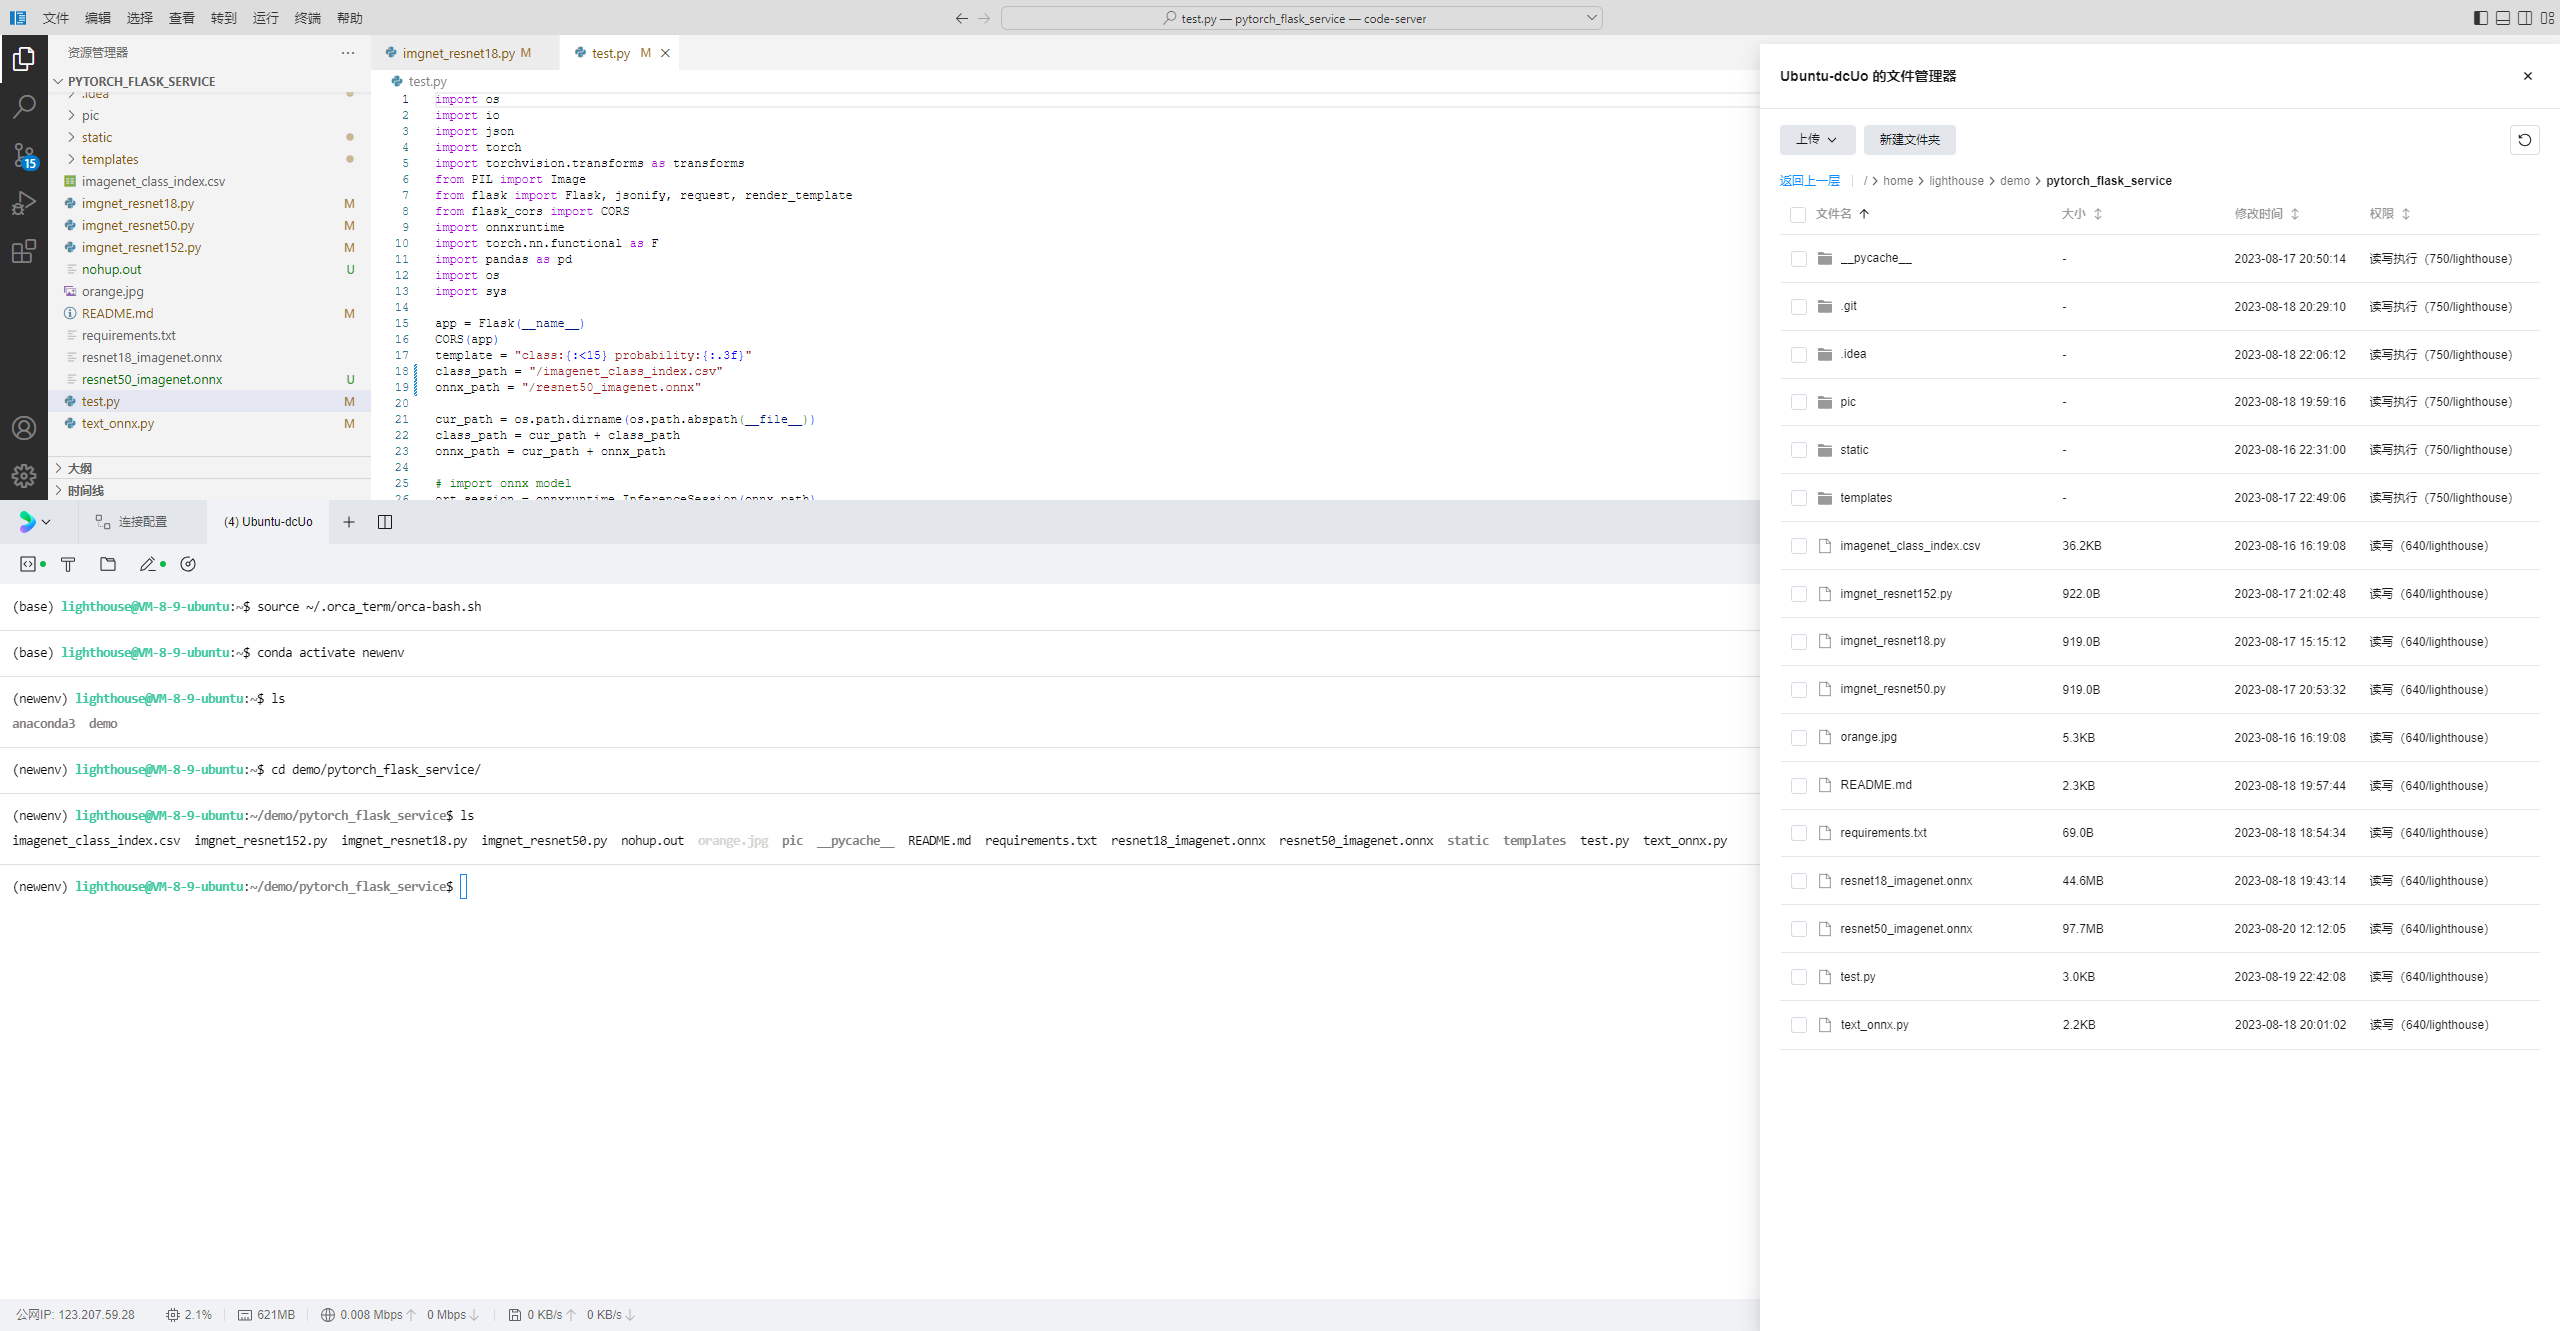 文件 编辑 选择 查看 转到 运行 终端 帮助
test.py — pytorch_flask_service — code-server
资源管理器
PYTORCH_FLASK_SERVICE
.idea
pic
static
templates
imagenet_class_index.csv
imgnet_resnet18.py M
imgnet_resnet50.py M
imgnet_resnet152.py M
nohup.out U
orange.jpg
README.md M
requirements.txt
resnet18_imagenet.onnx
resnet50_imagenet.onnx U
test.py M
text_onnx.py M
大纲
时间线
15
imgnet_resnet18.py M
test.py M
test.py
1 import os
2 import io
3 import json
4 import torch
5 import torchvision.transforms as transforms
6 from PIL import Image
7 from flask import Flask, jsonify, request, render_template
8 from flask_cors import CORS
9 import onnxruntime
10 import torch.nn.functional as F
11 import pandas as pd
12 import os
13 import sys
14
15 app = Flask(__name__)
16 CORS(app)
17 template = "class:{:<15} probability:{:.3f}"
18 class_path = "/imagenet_class_index.csv"
19 onnx_path = "/resnet50_imagenet.onnx"
20
21 cur_path = os.path.dirname(os.path.abspath(__file__))
22 class_path = cur_path + class_path
23 onnx_path = cur_path + onnx_path
24
25 # import onnx model
26 ort_session = onnxruntime.InferenceSession(onnx_path)
连接配置
(4) Ubuntu-dcUo
(base) lighthouse@VM-8-9-ubuntu:~$ source ~/.orca_term/orca-bash.sh
(base) lighthouse@VM-8-9-ubuntu:~$ conda activate newenv
(newenv) lighthouse@VM-8-9-ubuntu:~$ ls
anaconda3 demo
(newenv) lighthouse@VM-8-9-ubuntu:~$ cd demo/pytorch_flask_service/
(newenv) lighthouse@VM-8-9-ubuntu:~/demo/pytorch_flask_service$ ls
imagenet_class_index.csv imgnet_resnet152.py imgnet_resnet18.py imgnet_resnet50.py nohup.out orange.jpg pic __pycache__ README.md requirements.txt resnet18_imagenet.onnx resnet50_imagenet.onnx static templates test.py text_onnx.py
(newenv) lighthouse@VM-8-9-ubuntu:~/demo/pytorch_flask_service$
公网IP: 123.207.59.28 2.1% 621MB 0.008 Mbps 0 Mbps 0 KB/s 0 KB/s
Ubuntu-dcUo 的文件管理器
上传 新建文件夹
返回上一层 / > home > lighthouse > demo > pytorch_flask_service
文件名 大小 修改时间 权限
__pycache__ - 2023-08-17 20:50:14 读写执行 (750/lighthouse)
.git - 2023-08-18 20:29:10 读写执行 (750/lighthouse)
.idea - 2023-08-18 22:06:12 读写执行 (750/lighthouse)
pic - 2023-08-18 19:59:16 读写执行 (750/lighthouse)
static - 2023-08-16 22:31:00 读写执行 (750/lighthouse)
templates - 2023-08-17 22:49:06 读写执行 (750/lighthouse)
imagenet_class_index.csv 36.2KB 2023-08-16 16:19:08 读写 (640/lighthouse)
imgnet_resnet152.py 922.0B 2023-08-17 21:02:48 读写 (640/lighthouse)
imgnet_resnet18.py 919.0B 2023-08-17 15:15:12 读写 (640/lighthouse)
imgnet_resnet50.py 919.0B 2023-08-17 20:53:32 读写 (640/lighthouse)
orange.jpg 5.3KB 2023-08-16 16:19:08 读写 (640/lighthouse)
README.md 2.3KB 2023-08-18 19:57:44 读写 (640/lighthouse)
requirements.txt 69.0B 2023-08-18 18:54:34 读写 (640/lighthouse)
resnet18_imagenet.onnx 44.6MB 2023-08-18 19:43:14 读写 (640/lighthouse)
resnet50_imagenet.onnx 97.7MB 2023-08-20 12:12:05 读写 (640/lighthouse)
test.py 3.0KB 2023-08-19 22:42:08 读写 (640/lighthouse)
text_onnx.py 2.2KB 2023-08-18 20:01:02 读写 (640/lighthouse)